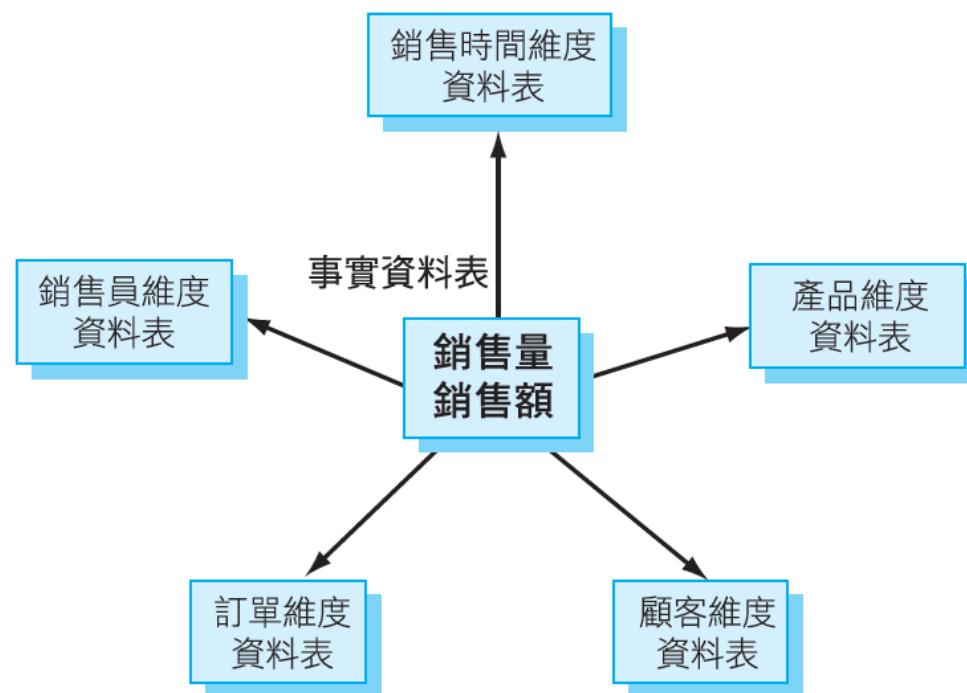 銷售時間維度
資料表
事實資料表
銷售員維度
資料表
銷售量
銷售額
產品維度
資料表
訂單維度
資料表
顧客維度
資料表